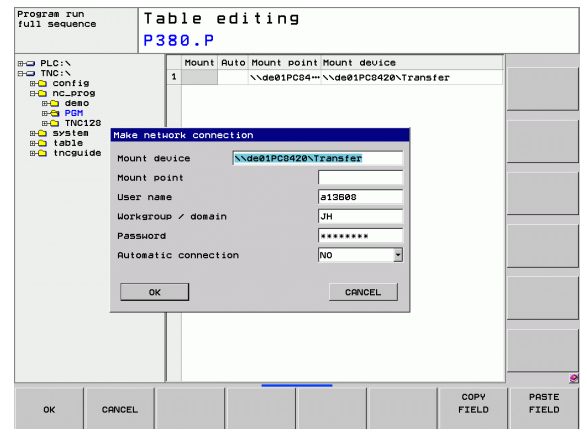 Program run
full sequence
Table editing
P380.P
PLC:\
TNC:\
config
nc_prog
demo
PGM
TNC128
system
table
tncguide
Mount Auto Mount point Mount device
1 \\de01PC84… \\de01PC8420\Transfer
Make network connection
Mount device \\de01PC8420\Transfer
Mount point
User name a13608
Workgroup / domain JH
Password ********
Automatic connection NO
OK CANCEL
OK CANCEL COPY FIELD PASTE FIELD